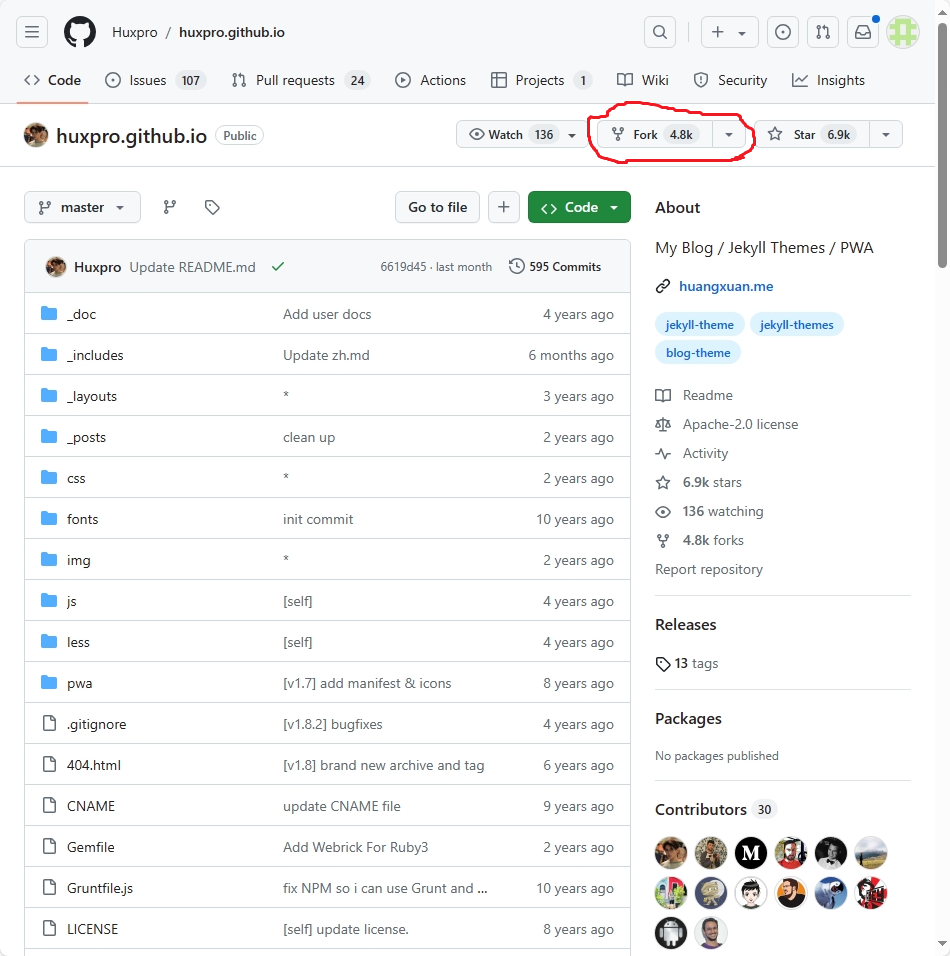 Huxpro / huxpro.github.io
Code Issues 107 Pull requests 24 Actions Projects 1 Wiki Security Insights
huxpro.github.io Public Watch 136 Fork 4.8k Star 6.9k
master Go to file Code
Huxpro Update README.md 6619d45 · last month 595 Commits
_doc Add user docs 4 years ago
_includes Update zh.md 6 months ago
_layouts * 3 years ago
_posts clean up 2 years ago
css * 2 years ago
fonts init commit 10 years ago
img * 2 years ago
js [self] 4 years ago
less [self] 4 years ago
pwa [v1.7] add manifest & icons 8 years ago
.gitignore [v1.8.2] bugfixes 4 years ago
404.html [v1.8] brand new archive and tag 6 years ago
CNAME update CNAME file 9 years ago
Gemfile Add Webrick For Ruby3 2 years ago
Gruntfile.js fix NPM so i can use Grunt and ... 10 years ago
LICENSE [self] update license. 8 years ago
About
My Blog / Jekyll Themes / PWA
huangxuan.me
jekyll-theme jekyll-themes
blog-theme
Readme
Apache-2.0 license
Activity
6.9k stars
136 watching
4.8k forks
Report repository
Releases
13 tags
Packages
No packages published
Contributors 30
M